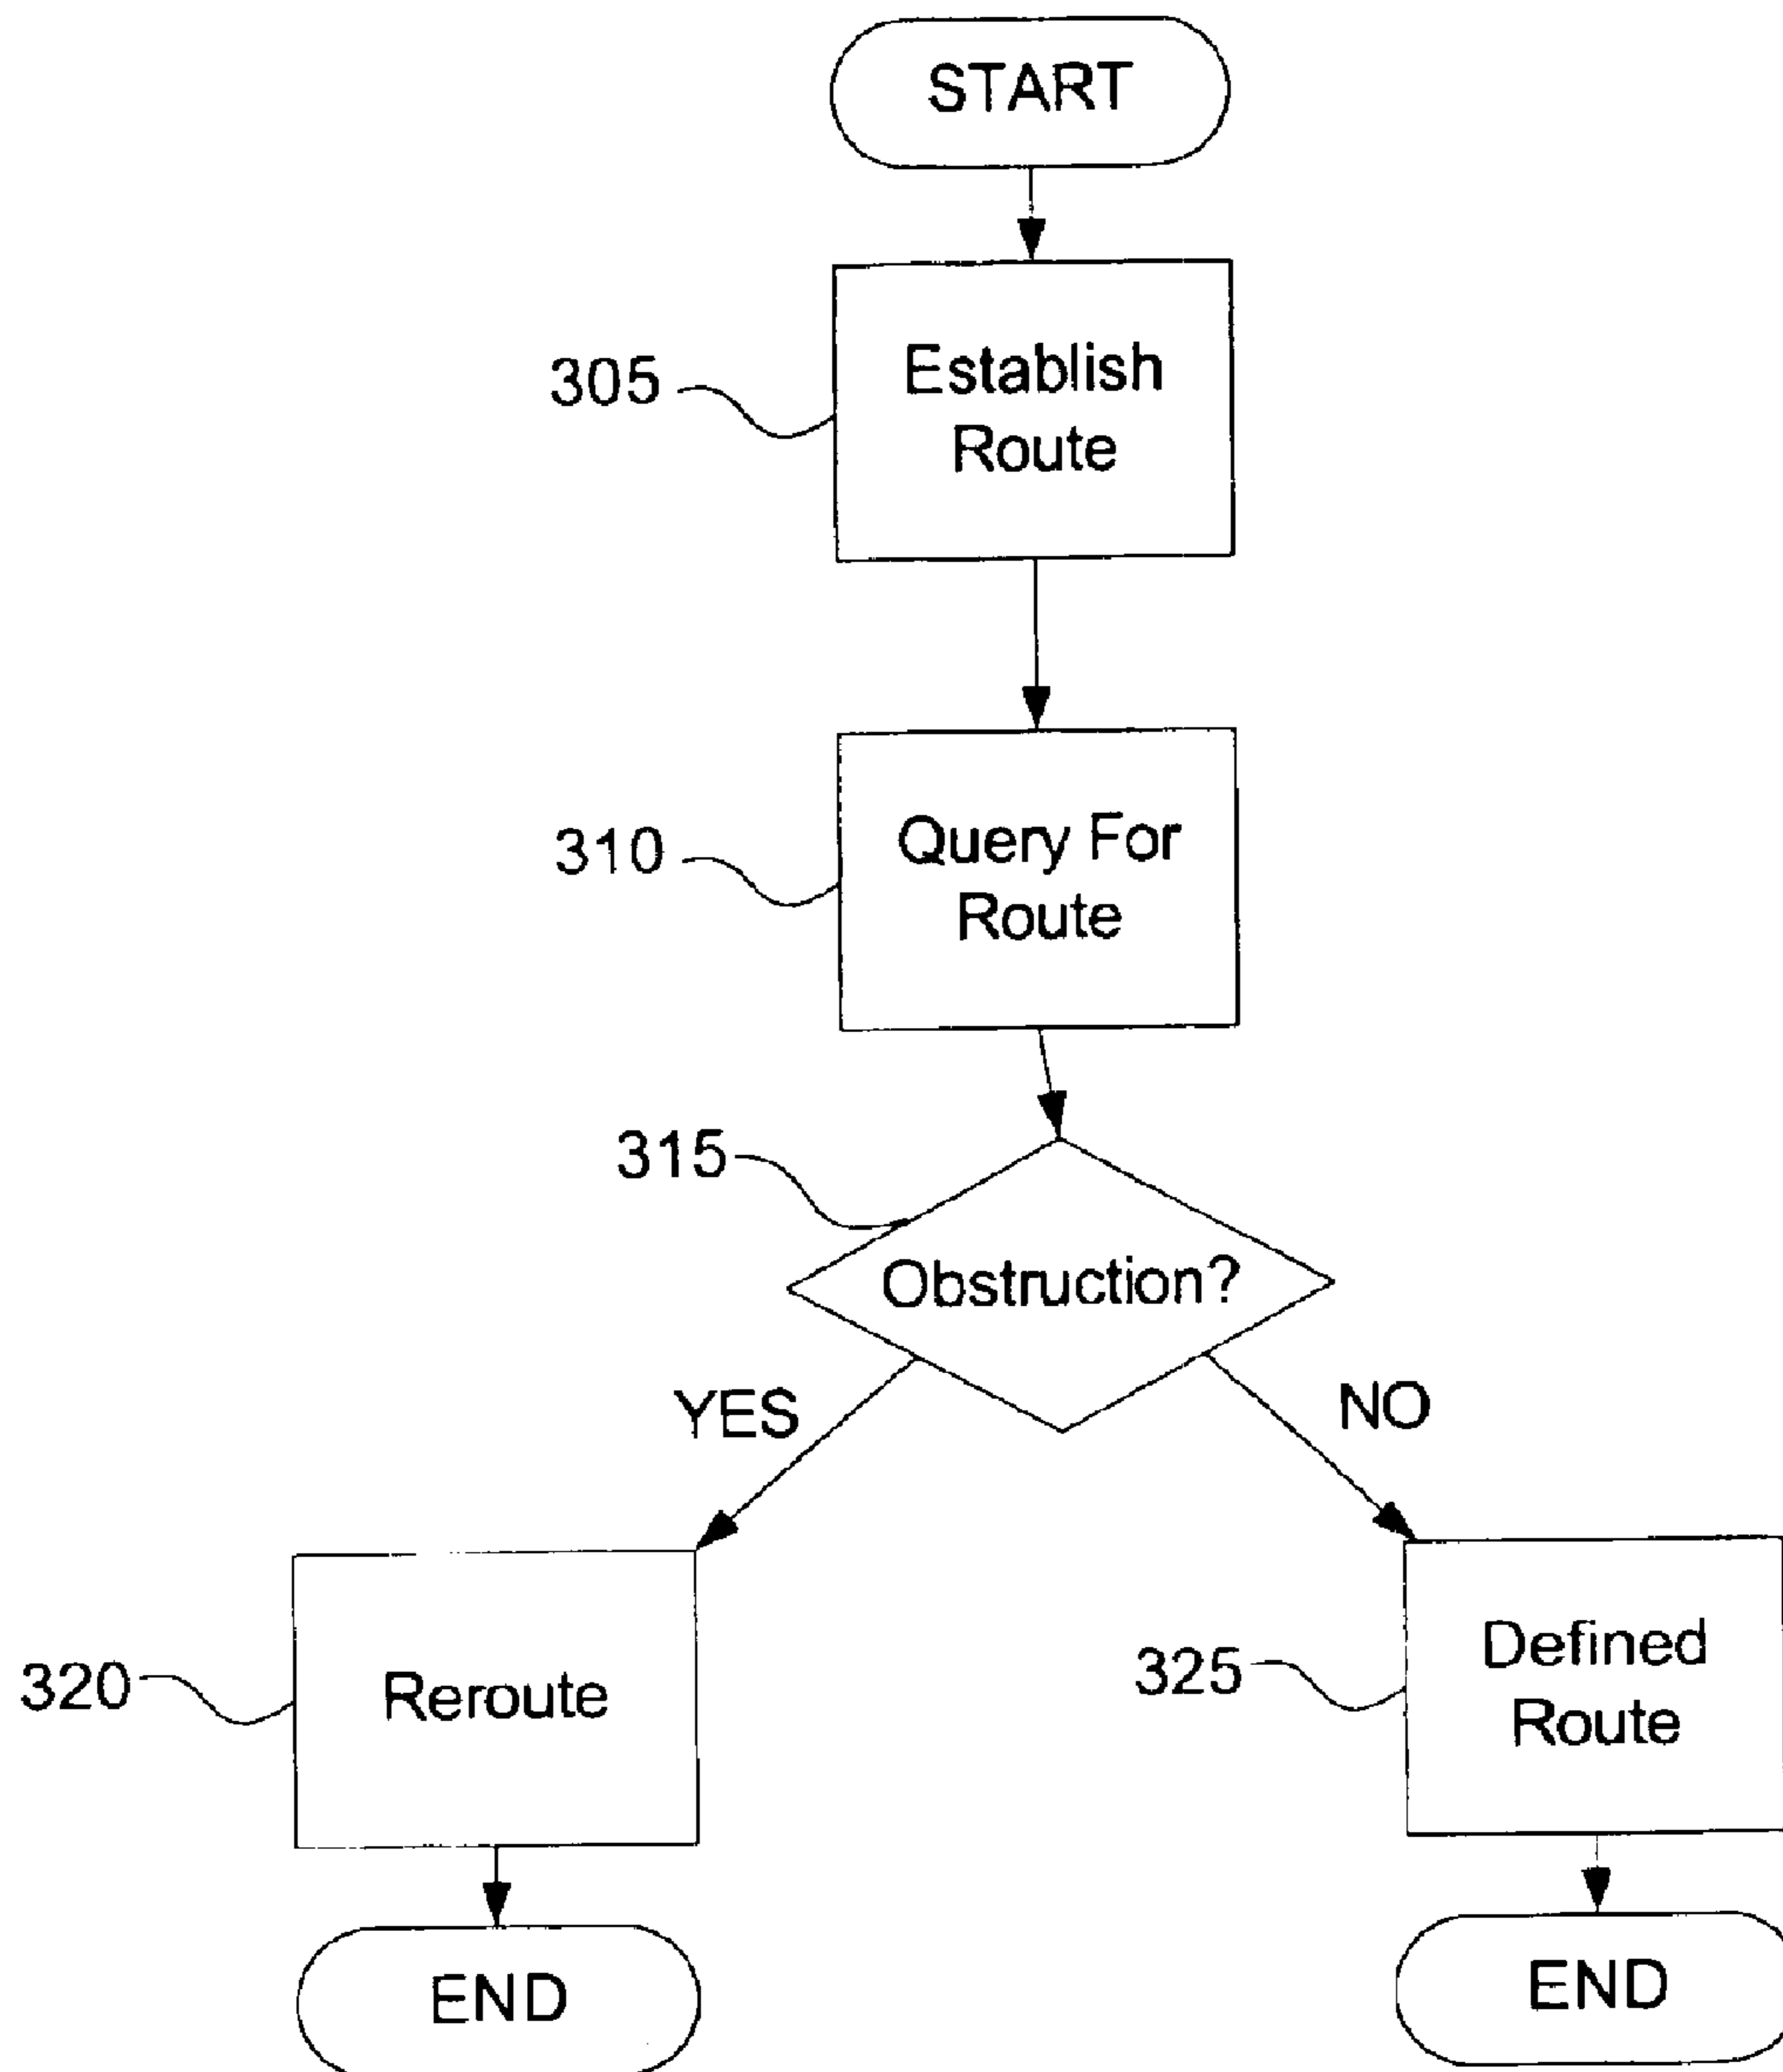 START
305
Establish
Route
310
Query For
Route
315
Obstruction?
YES
NO
320
Reroute
325
Defined
Route
END
END